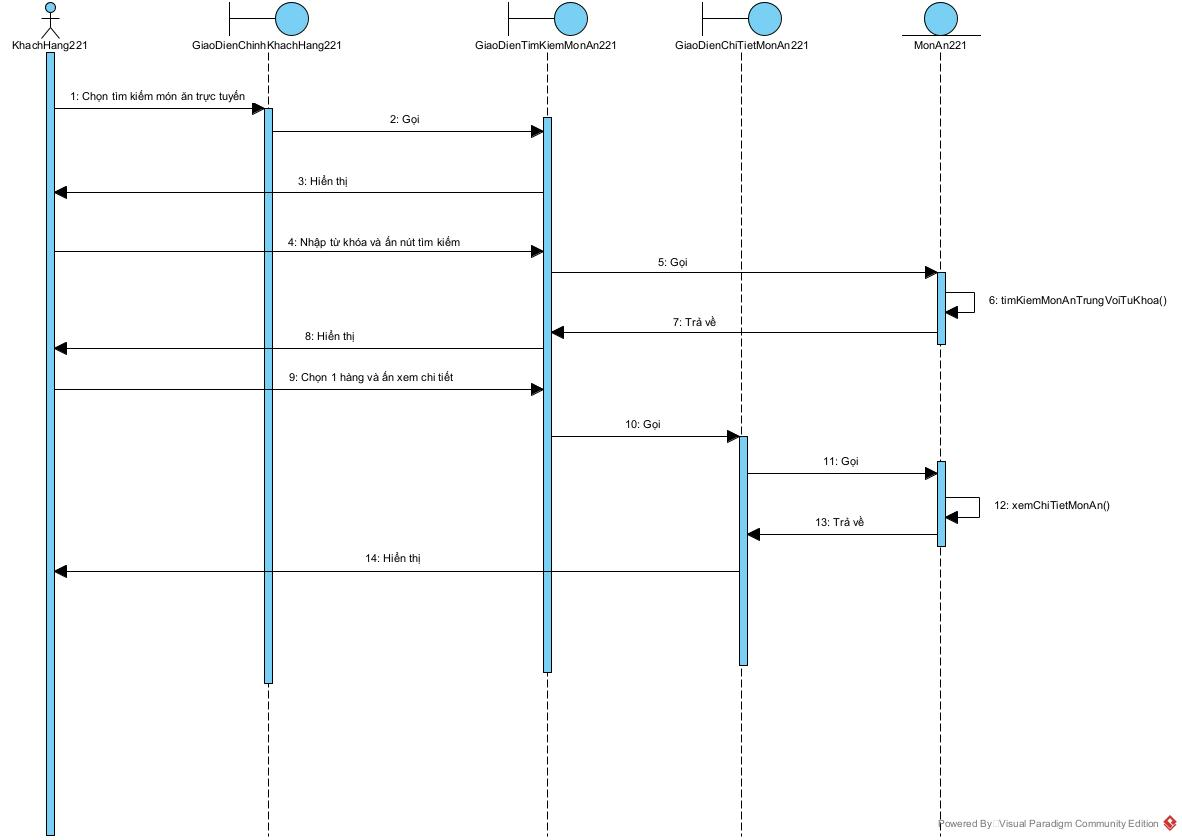 KhachHang221
GiaoDienChinhKhachHang221
GiaoDienTimKiemMonAn221
GiaoDienChiTietMonAn221
MonAn221
1: Chọn tìm kiếm món ăn trực tuyến
2: Gọi
3: Hiển thị
4: Nhập từ khóa và ấn nút tìm kiếm
5: Gọi
6: timKiemMonAnTrungVoiTuKhoa()
7: Trả về
8: Hiển thị
9: Chọn 1 hàng và ấn xem chi tiết
10: Gọi
11: Gọi
12: xemChiTietMonAn()
13: Trả về
14: Hiển thị
Powered By Visual Paradigm Community Edition